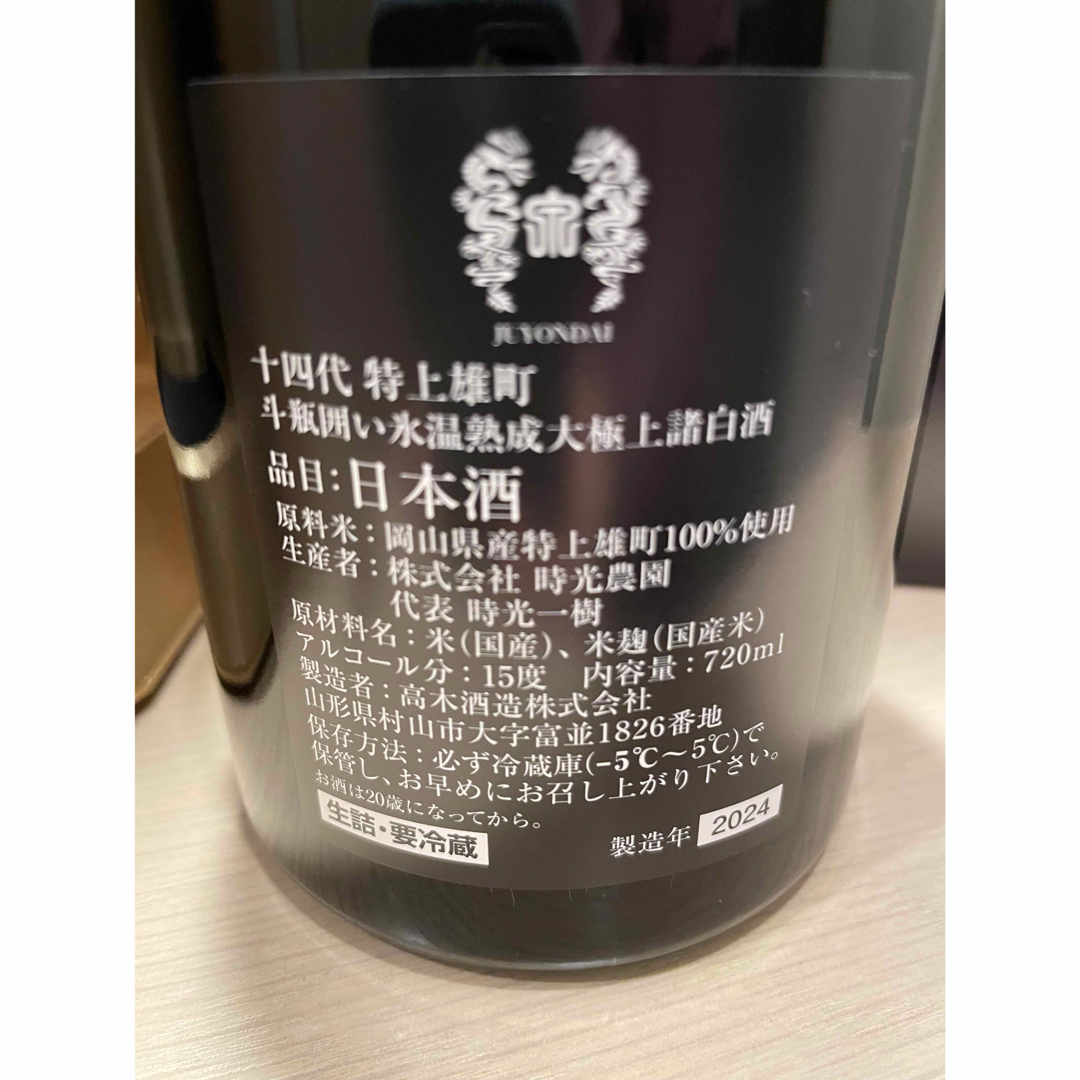 JUYONDAI
十四代 特上雄町
斗瓶囲い氷温熟成大極上諸白酒
品目：日本酒
原料米：岡山県産特上雄町100%使用
生産者：株式会社 時光農園
代表 時光一樹
原材料名：米(国産)、米麹(国産米)
アルコール分：15度 内容量：720ml
製造者：高木酒造株式会社
山形県村山市大字富並1826番地
保存方法：必ず冷蔵庫(-5℃～5℃)で
保管し、お早めにお召し上がり下さい。
お酒は20歳になってから。
生詰・要冷蔵
製造年 2024